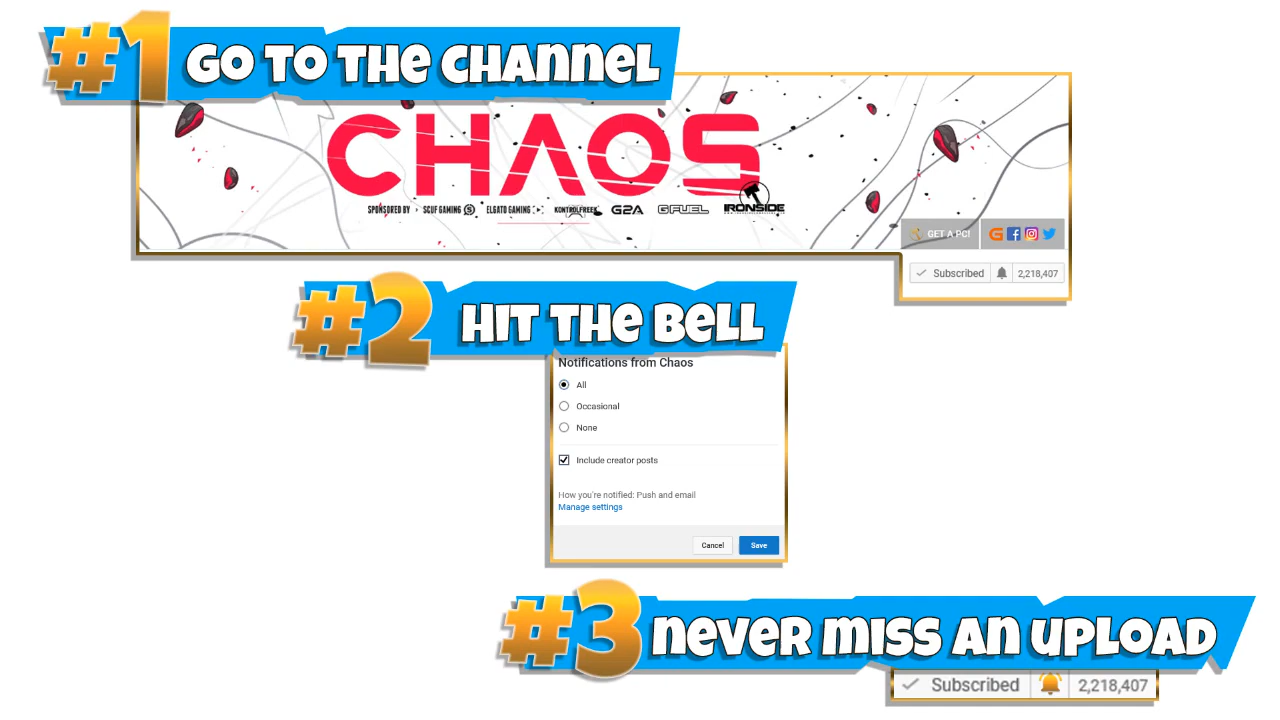 #1 GO TO THE CHANNEL
CHAOS
SPONSORED BY SCUF GAMING ELGATO GAMING KONTROLFREEK G2A GFUEL IRONSIDE
GET A PC!
Subscribed 2,218,407
#2 HIT THE BELL
Notifications from Chaos
All
Occasional
None
Include creator posts
How you're notified: Push and email
Manage settings
Cancel Save
#3 NEVER MISS AN UPLOAD
Subscribed 2,218,407